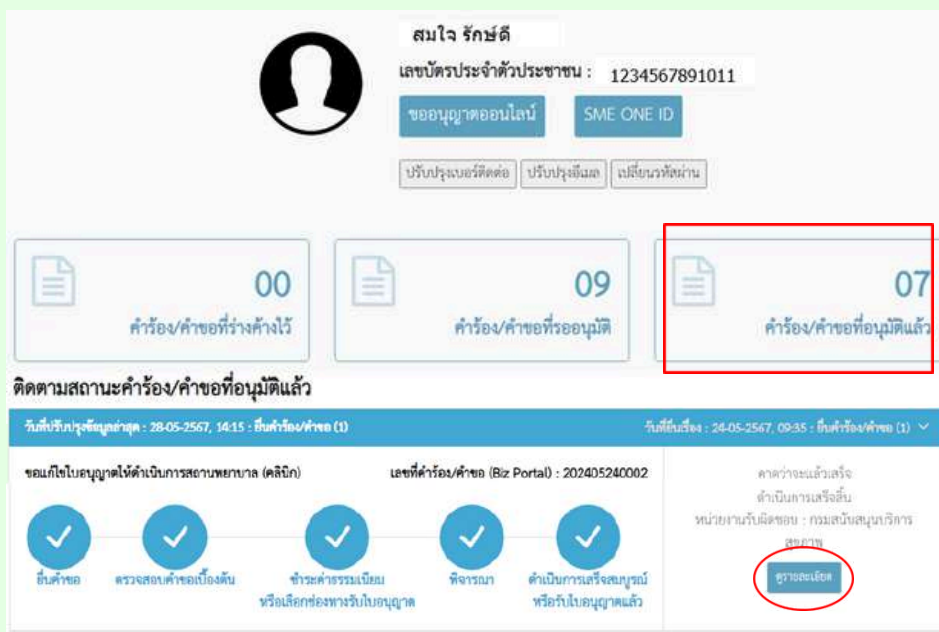 สมใจ รักษ์ดี
เลขบัตรประจำตัวประชาชน : 1234567891011
ขออนุญาตออนไลน์ SME ONE ID
ปรับปรุงเบอร์ติดต่อ ปรับปรุงอีเมล เปลี่ยนรหัสผ่าน
00 09 07
คำร้อง/คำขอที่ร่างค้างไว้ คำร้อง/คำขอที่รออนุมัติ คำร้อง/คำขอที่อนุมัติแล้ว
ติดตามสถานะคำร้อง/คำขอที่อนุมัติแล้ว
วันที่ปรับปรุงข้อมูลล่าสุด : 28-05-2567, 14:15 : ยื่นคำร้อง/คำขอ (1) วันที่ยื่นเรื่อง : 24-05-2567, 09:35 : ยื่นคำร้อง/คำขอ (1)
ขอแก้ไขใบอนุญาตให้ดำเนินการสถานพยาบาล (คลินิก) เลขที่คำร้อง/คำขอ (Biz Portal) : 202405240002
คาดว่าจะแล้วเสร็จ
ดำเนินการเสร็จสิ้น
หน่วยงานรับผิดชอบ : กรมสนับสนุนบริการ
สุขภาพ
ดูรายละเอียด
ยื่นคำขอ ตรวจสอบคำขอเบื้องต้น ชำระค่าธรรมเนียม พิจารณา ดำเนินการเสร็จสมบูรณ์
หรือเลือกช่องทางรับใบอนุญาต หรือรับใบอนุญาตแล้ว